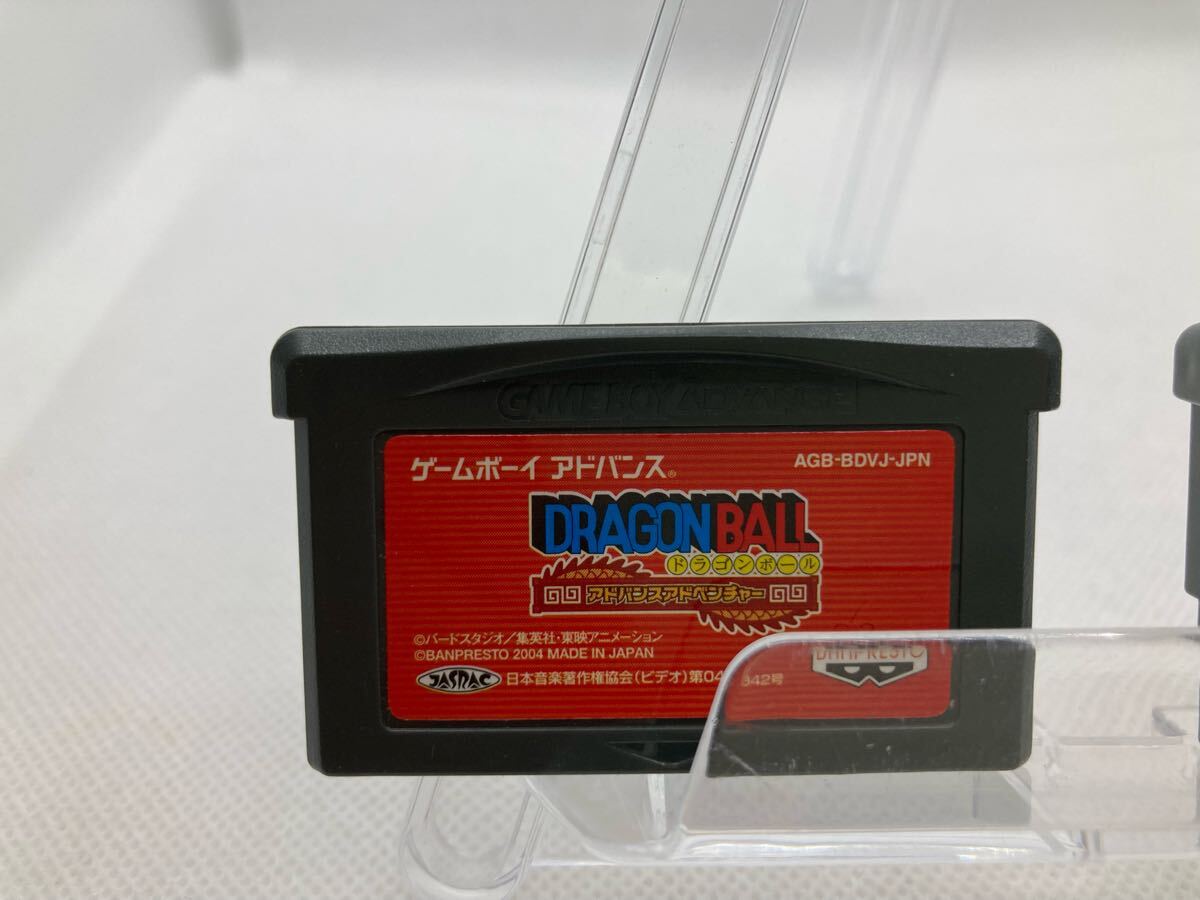 GAME BOY ADVANCE
ゲームボーイ アドバンス®
AGB-BDVJ-JPN
DRAGON BALL
ドラゴンボール
アドバンスアドベンチャー
©バードスタジオ／集英社・東映アニメーション
©BANPRESTO 2004 MADE IN JAPAN
BANPRESTO
JASRAC 日本音楽著作権協会(ビデオ)第04 342号